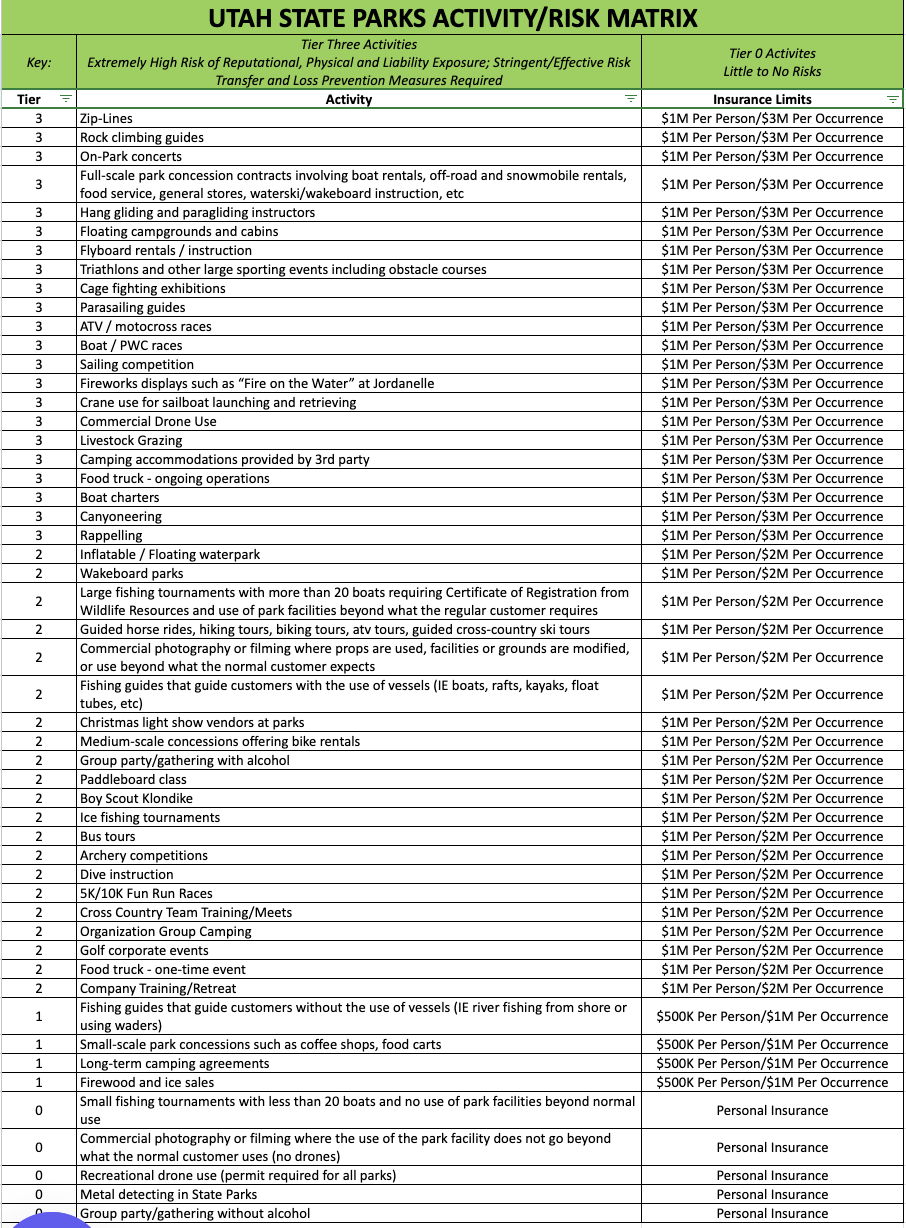 UTAH STATE PARKS ACTIVITY/RISK MATRIX
Key:
Tier Three Activities
Extremely High Risk of Reputational, Physical and Liability Exposure; Stringent/Effective Risk
Transfer and Loss Prevention Measures Required
Tier 0 Activites
Little to No Risks
Tier Activity Insurance Limits
3 Zip-Lines $1M Per Person/$3M Per Occurrence
3 Rock climbing guides $1M Per Person/$3M Per Occurrence
3 On-Park concerts $1M Per Person/$3M Per Occurrence
3 Full-scale park concession contracts involving boat rentals, off-road and snowmobile rentals,
food service, general stores, waterski/wakeboard instruction, etc $1M Per Person/$3M Per Occurrence
3 Hang gliding and paragliding instructors $1M Per Person/$3M Per Occurrence
3 Floating campgrounds and cabins $1M Per Person/$3M Per Occurrence
3 Flyboard rentals / instruction $1M Per Person/$3M Per Occurrence
3 Triathlons and other large sporting events including obstacle courses $1M Per Person/$3M Per Occurrence
3 Cage fighting exhibitions $1M Per Person/$3M Per Occurrence
3 Parasailing guides $1M Per Person/$3M Per Occurrence
3 ATV / motocross races $1M Per Person/$3M Per Occurrence
3 Boat / PWC races $1M Per Person/$3M Per Occurrence
3 Sailing competition $1M Per Person/$3M Per Occurrence
3 Fireworks displays such as “Fire on the Water” at Jordanelle $1M Per Person/$3M Per Occurrence
3 Crane use for sailboat launching and retrieving $1M Per Person/$3M Per Occurrence
3 Commercial Drone Use $1M Per Person/$3M Per Occurrence
3 Livestock Grazing $1M Per Person/$3M Per Occurrence
3 Camping accommodations provided by 3rd party $1M Per Person/$3M Per Occurrence
3 Food truck - ongoing operations $1M Per Person/$3M Per Occurrence
3 Boat charters $1M Per Person/$3M Per Occurrence
3 Canyoneering $1M Per Person/$3M Per Occurrence
3 Rappelling $1M Per Person/$3M Per Occurrence
2 Inflatable / Floating waterpark $1M Per Person/$2M Per Occurrence
2 Wakeboard parks $1M Per Person/$2M Per Occurrence
2 Large fishing tournaments with more than 20 boats requiring Certificate of Registration from
Wildlife Resources and use of park facilities beyond what the regular customer requires $1M Per Person/$2M Per Occurrence
2 Guided horse rides, hiking tours, biking tours, atv tours, guided cross-country ski tours $1M Per Person/$2M Per Occurrence
2 Commercial photography or filming where props are used, facilities or grounds are modified,
or use beyond what the normal customer expects $1M Per Person/$2M Per Occurrence
2 Fishing guides that guide customers with the use of vessels (IE boats, rafts, kayaks, float
tubes, etc) $1M Per Person/$2M Per Occurrence
2 Christmas light show vendors at parks $1M Per Person/$2M Per Occurrence
2 Medium-scale concessions offering bike rentals $1M Per Person/$2M Per Occurrence
2 Group party/gathering with alcohol $1M Per Person/$2M Per Occurrence
2 Paddleboard class $1M Per Person/$2M Per Occurrence
2 Boy Scout Klondike $1M Per Person/$2M Per Occurrence
2 Ice fishing tournaments $1M Per Person/$2M Per Occurrence
2 Bus tours $1M Per Person/$2M Per Occurrence
2 Archery competitions $1M Per Person/$2M Per Occurrence
2 Dive instruction $1M Per Person/$2M Per Occurrence
2 5K/10K Fun Run Races $1M Per Person/$2M Per Occurrence
2 Cross Country Team Training/Meets $1M Per Person/$2M Per Occurrence
2 Organization Group Camping $1M Per Person/$2M Per Occurrence
2 Golf corporate events $1M Per Person/$2M Per Occurrence
2 Food truck - one-time event $1M Per Person/$2M Per Occurrence
2 Company Training/Retreat $1M Per Person/$2M Per Occurrence
1 Fishing guides that guide customers without the use of vessels (IE river fishing from shore or
using waders) $500K Per Person/$1M Per Occurrence
1 Small-scale park concessions such as coffee shops, food carts $500K Per Person/$1M Per Occurrence
1 Long-term camping agreements $500K Per Person/$1M Per Occurrence
1 Firewood and ice sales $500K Per Person/$1M Per Occurrence
0 Small fishing tournaments with less than 20 boats and no use of park facilities beyond normal
use Personal Insurance
0 Commercial photography or filming where the use of the park facility does not go beyond
what the normal customer uses (no drones) Personal Insurance
0 Recreational drone use (permit required for all parks) Personal Insurance
0 Metal detecting in State Parks Personal Insurance
Group party/gathering without alcohol Personal Insurance